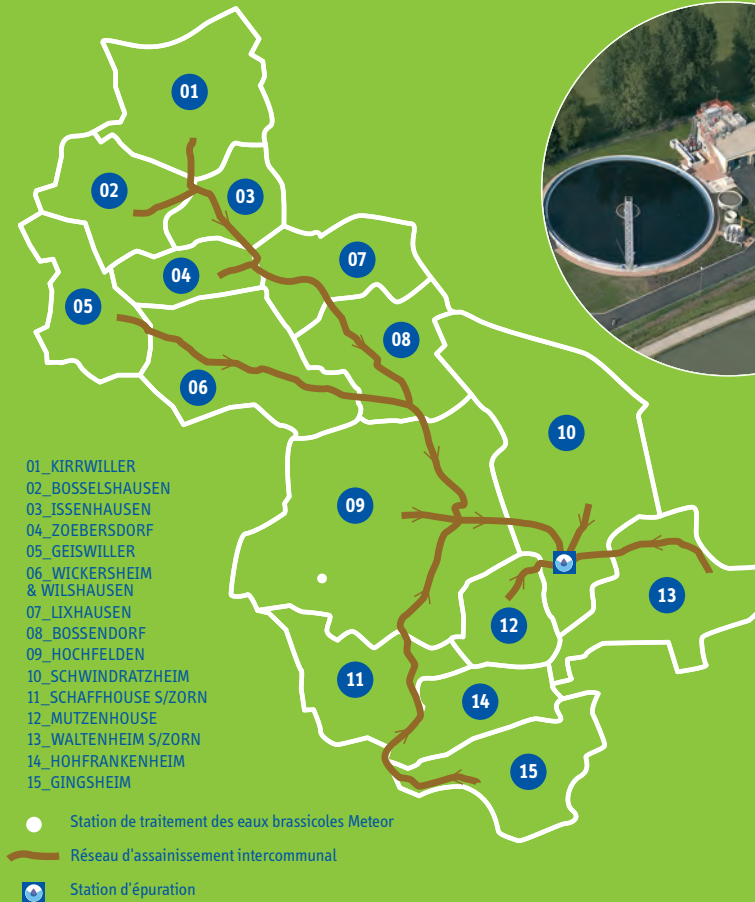 01
02
03
04
05
06
07
08
09
10
11
12
13
14
15
01_KIRRWILLER
02_BOSSELSHAUSEN
03_ISSENHAUSEN
04_ZOEBERSDORF
05_GEISWILLER
06_WICKERSHEIM
& WILSHAUSEN
07_LIXHAUSEN
08_BOSSENDORF
09_HOCHFELDEN
10_SCHWINDRATZHEIM
11_SCHAFFHOUSE S/ZORN
12_MUTZENHOUSE
13_WALTENHEIM S/ZORN
14_HOHFRANKENHEIM
15_GINGSHEIM
Station de traitement des eaux brassicoles Meteor
Réseau d'assainissement intercommunal
Station d'épuration